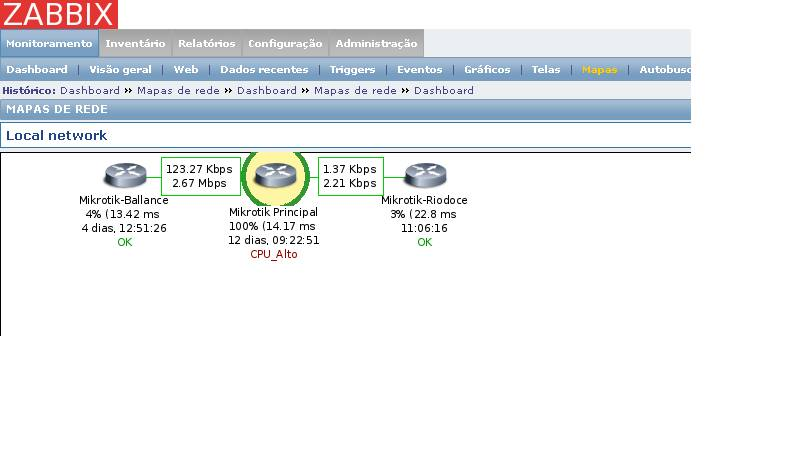 ZABBIX
Monitoramento Inventário Relatórios Configuração Administração
Dashboard | Visão geral | Web | Dados recentes | Triggers | Eventos | Gráficos | Telas | Mapas | Autobusc
Histórico: Dashboard » Mapas de rede » Dashboard » Mapas de rede » Dashboard
MAPAS DE REDE
Local network
123.27 Kbps
2.67 Mbps
1.37 Kbps
2.21 Kbps
Mikrotik-Ballance
4% (13.42 ms
4 dias, 12:51:26
OK
Mikrotik Principal
100% (14.17 ms
12 dias, 09:22:51
CPU_Alto
Mikrotik-Riodoce
3% (22.8 ms
11:06:16
OK